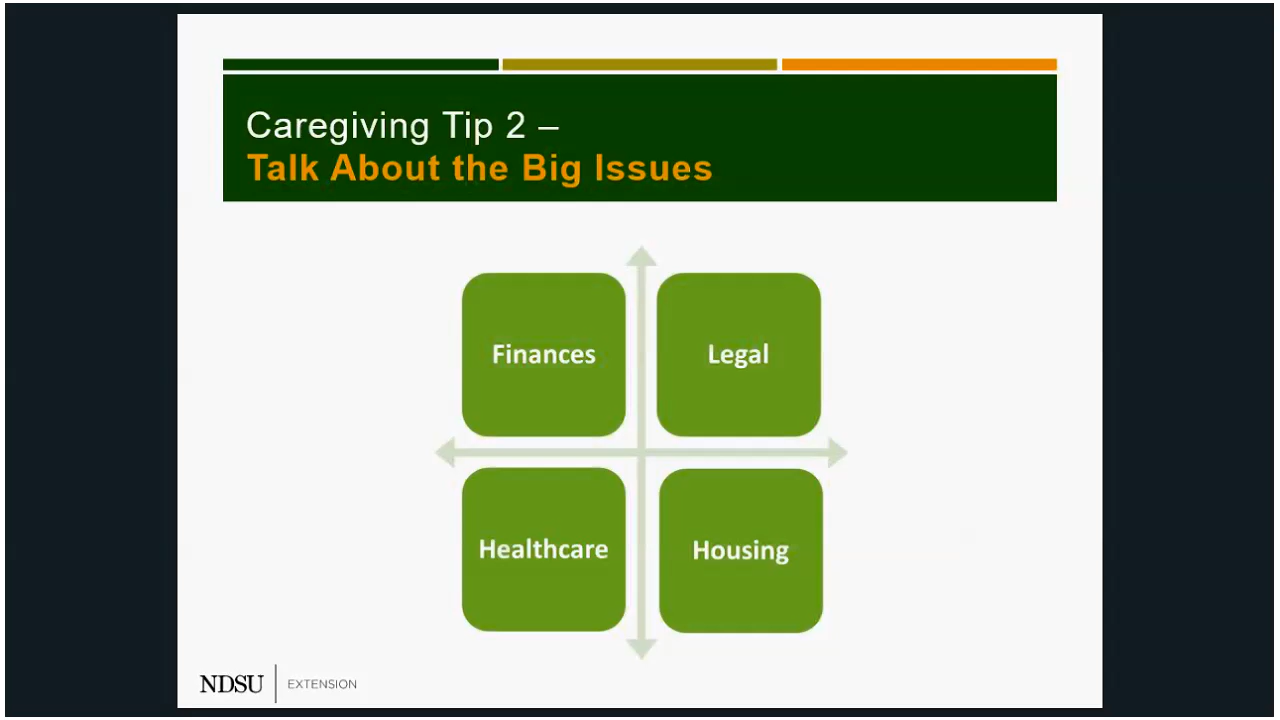 Caregiving Tip 2 –
Talk About the Big Issues
Finances
Legal
Healthcare
Housing
NDSU EXTENSION